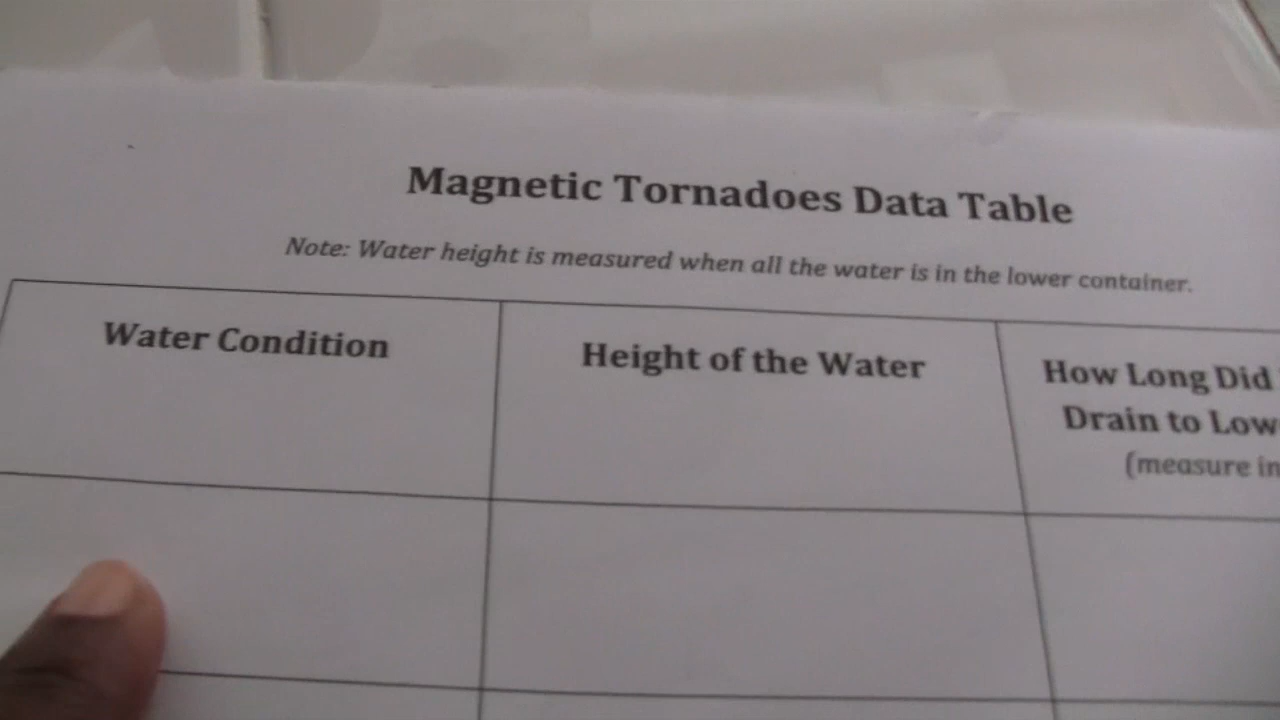 Magnetic Tornadoes Data Table
Note: Water height is measured when all the water is in the lower container.
Water Condition
Height of the Water
How Long Did
Drain to Low
(measure in